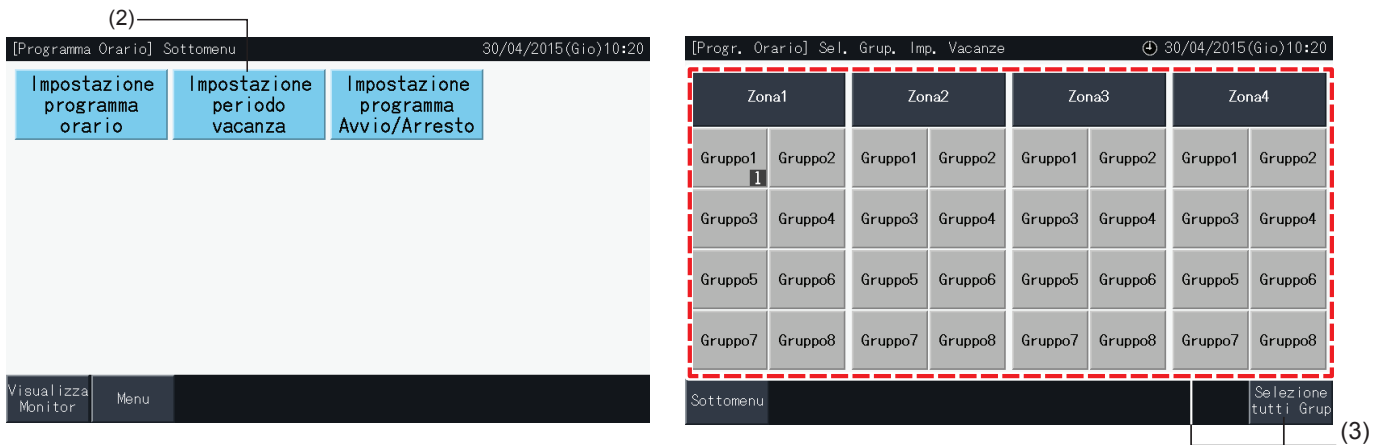 (2)
[Programma Orario] Sottomenu 30/04/2015(Gio)10:20
Impostazione programma orario
Impostazione periodo vacanza
Impostazione programma Avvio/Arresto
Visualizza Monitor
Menu
[Progr. Orario] Sel. Grup. Imp. Vacanze 30/04/2015(Gio)10:20
Zona1 Zona2 Zona3 Zona4
Gruppo1 Gruppo2 Gruppo1 Gruppo2 Gruppo1 Gruppo2 Gruppo1 Gruppo2
1
Gruppo3 Gruppo4 Gruppo3 Gruppo4 Gruppo3 Gruppo4 Gruppo3 Gruppo4
Gruppo5 Gruppo6 Gruppo5 Gruppo6 Gruppo5 Gruppo6 Gruppo5 Gruppo6
Gruppo7 Gruppo8 Gruppo7 Gruppo8 Gruppo7 Gruppo8 Gruppo7 Gruppo8
Sottomenu
Selezione tutti Grup
(3)